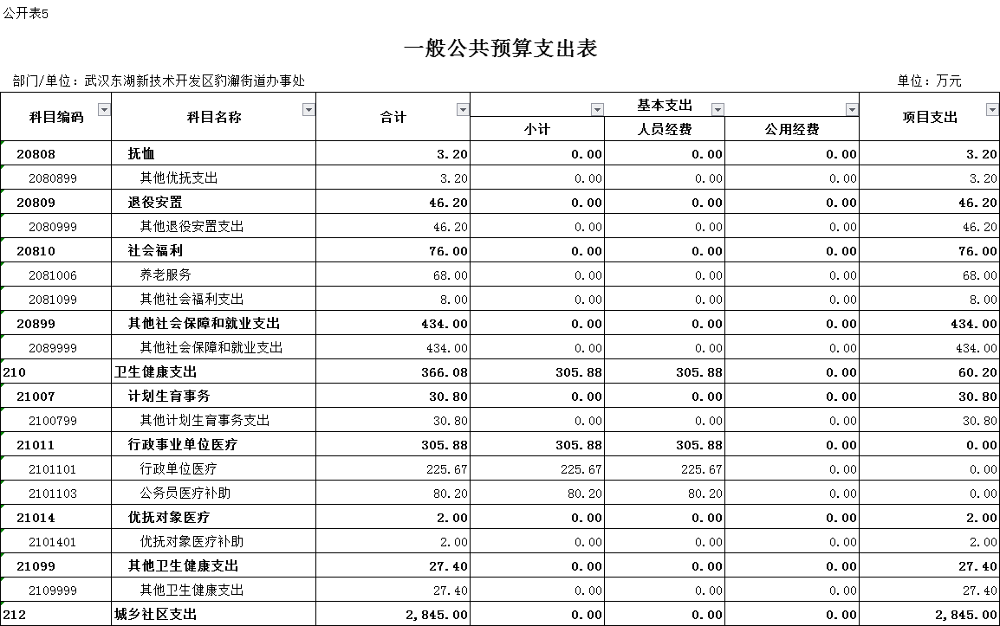 公开表5
一般公共预算支出表
部门/单位：武汉东湖新技术开发区豹澥街道办事处 单位：万元
科目编码 科目名称 合计 基本支出 项目支出
小计 人员经费 公用经费
20808 抚恤 3.20 0.00 0.00 0.00 3.20
2080899 其他优抚支出 3.20 0.00 0.00 0.00 3.20
20809 退役安置 46.20 0.00 0.00 0.00 46.20
2080999 其他退役安置支出 46.20 0.00 0.00 0.00 46.20
20810 社会福利 76.00 0.00 0.00 0.00 76.00
2081006 养老服务 68.00 0.00 0.00 0.00 68.00
2081099 其他社会福利支出 8.00 0.00 0.00 0.00 8.00
20899 其他社会保障和就业支出 434.00 0.00 0.00 0.00 434.00
2089999 其他社会保障和就业支出 434.00 0.00 0.00 0.00 434.00
210 卫生健康支出 366.08 305.88 305.88 0.00 60.20
21007 计划生育事务 30.80 0.00 0.00 0.00 30.80
2100799 其他计划生育事务支出 30.80 0.00 0.00 0.00 30.80
21011 行政事业单位医疗 305.88 305.88 305.88 0.00 0.00
2101101 行政单位医疗 225.67 225.67 225.67 0.00 0.00
2101103 公务员医疗补助 80.20 80.20 80.20 0.00 0.00
21014 优抚对象医疗 2.00 0.00 0.00 0.00 2.00
2101401 优抚对象医疗补助 2.00 0.00 0.00 0.00 2.00
21099 其他卫生健康支出 27.40 0.00 0.00 0.00 27.40
2109999 其他卫生健康支出 27.40 0.00 0.00 0.00 27.40
212 城乡社区支出 2,845.00 0.00 0.00 0.00 2,845.00